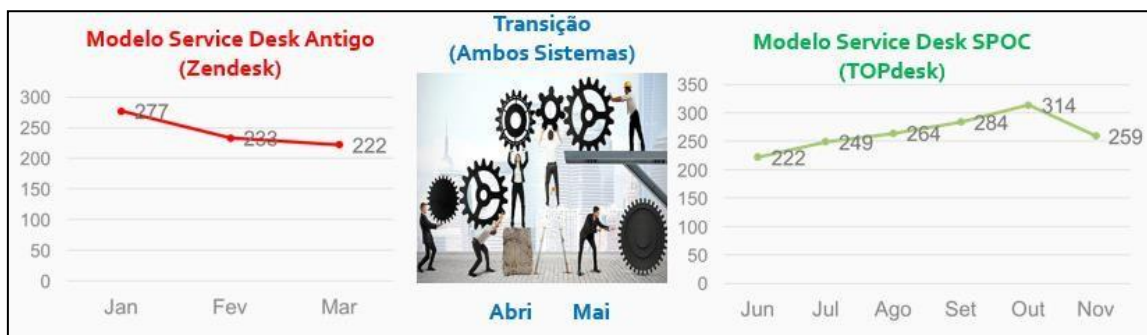 Modelo Service Desk Antigo
(Zendesk)
300
250
200
150
100
50
0
277
233
222
Jan Fev Mar
Transição
(Ambos Sistemas)
Abri Mai
Modelo Service Desk SPOC
(TOPdesk)
350
300
250
200
150
100
50
0
222
249
264
284
314
259
Jun Jul Ago Set Out Nov